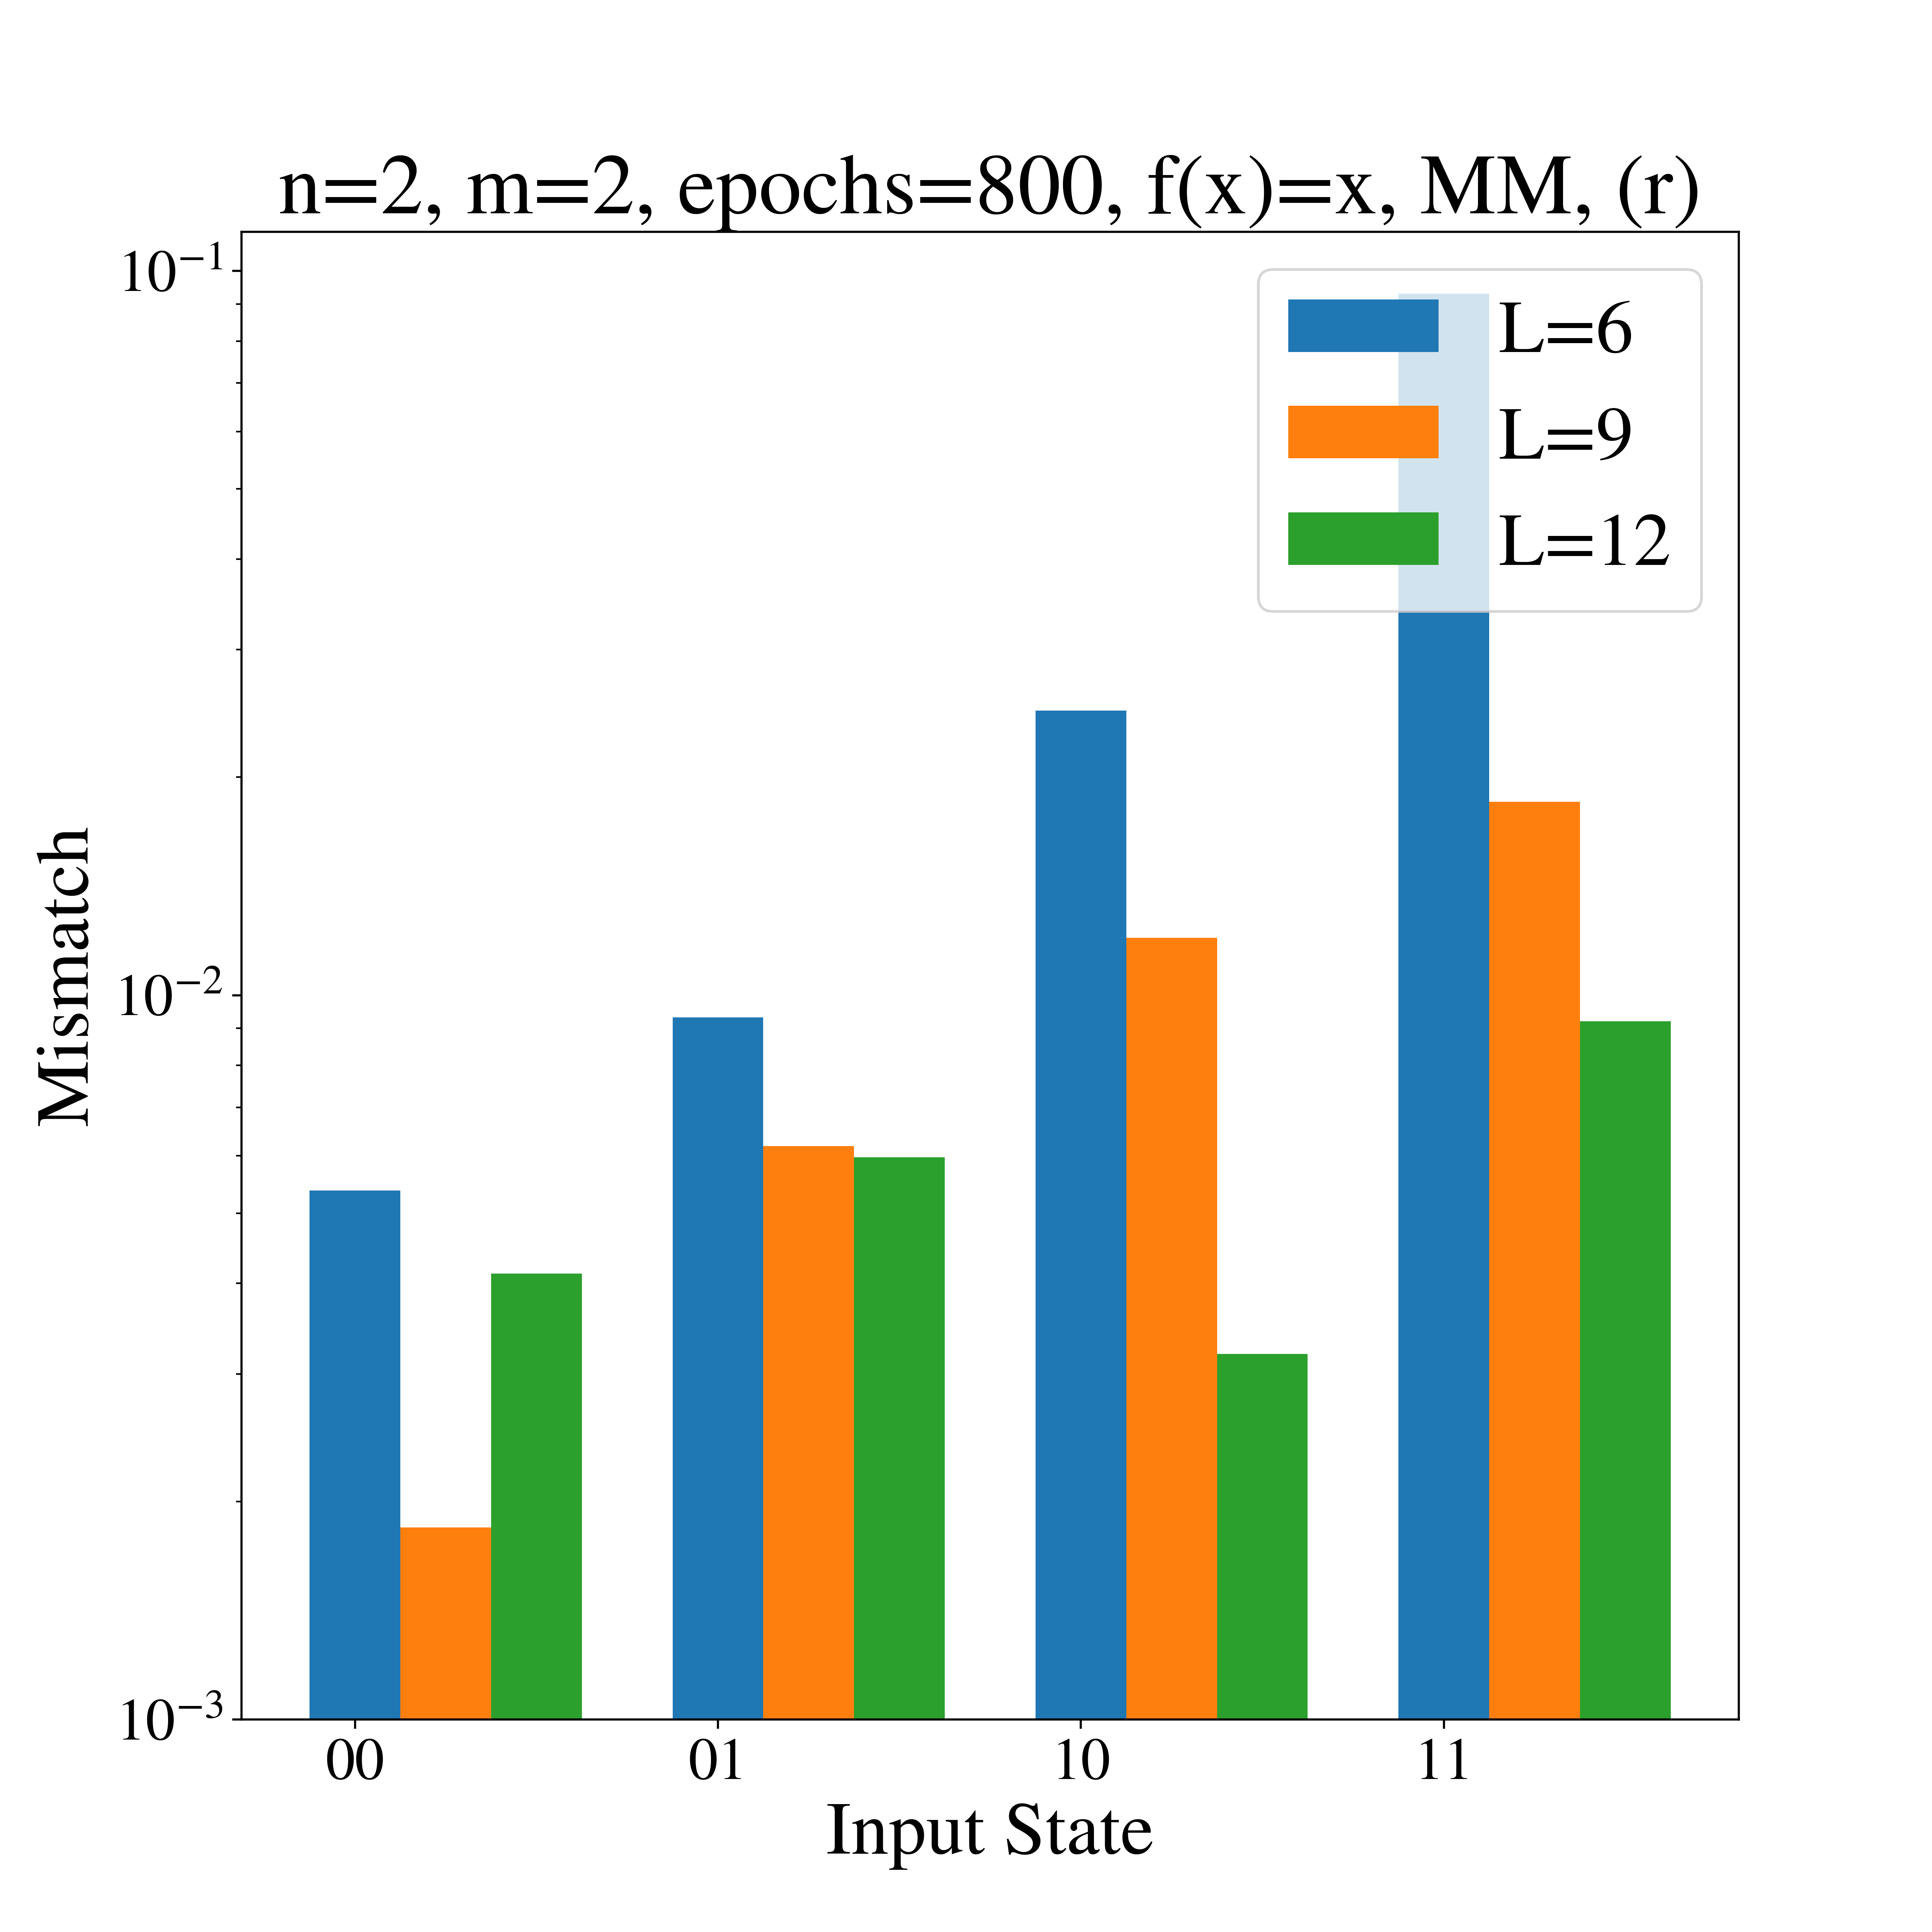 n=2, m=2, epochs=800, f(x)=x, MM, (r)
10⁻¹
10⁻²
10⁻³
Mismatch
L=6
L=9
L=12
00 01 10 11
Input State